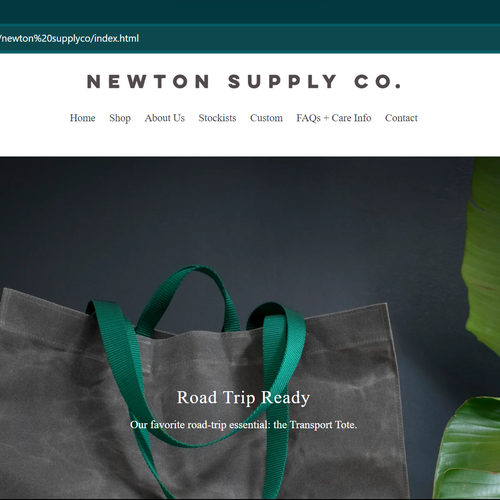 /newton%20supplyco/index.html
NEWTON SUPPLY CO.
Home Shop About Us Stockists Custom FAQs + Care Info Contact
Road Trip Ready
Our favorite road-trip essential: the Transport Tote.